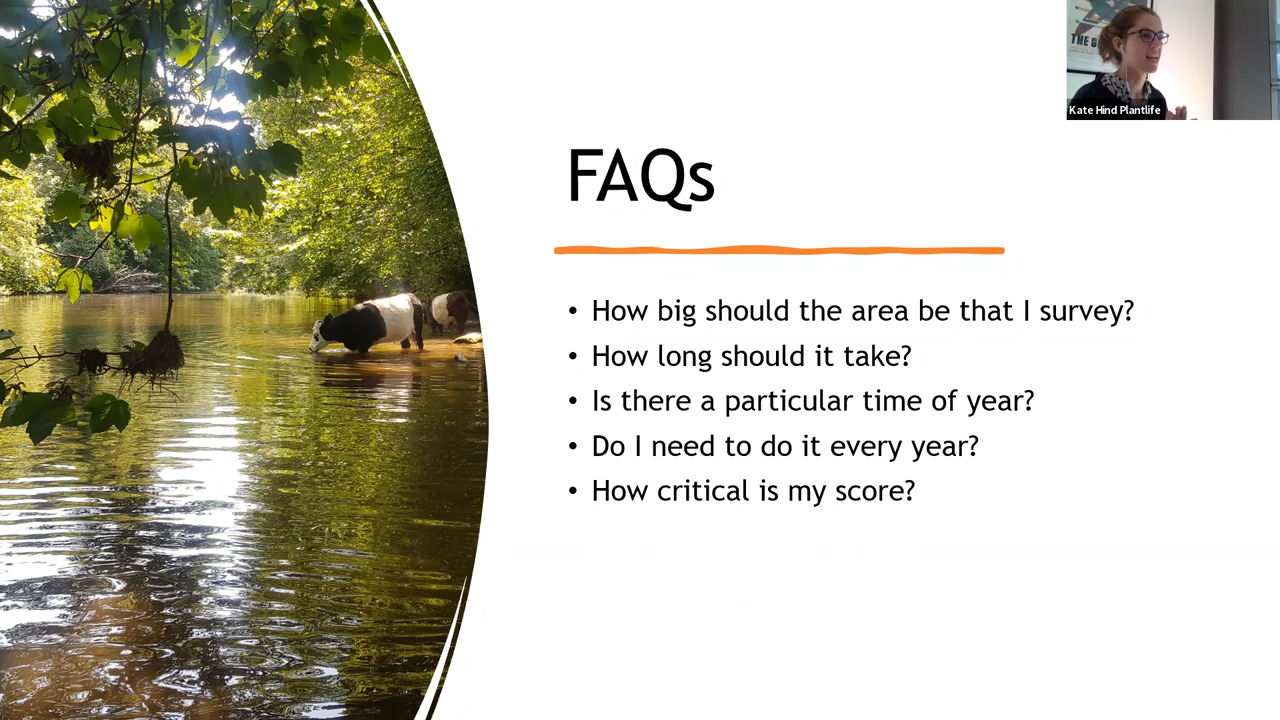 THE G
Kate Hind Plantlife
FAQs
• How big should the area be that I survey?
• How long should it take?
• Is there a particular time of year?
• Do I need to do it every year?
• How critical is my score?